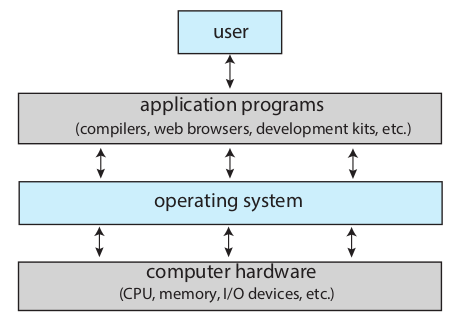 user
application programs
(compilers, web browsers, development kits, etc.)
operating system
computer hardware
(CPU, memory, I/O devices, etc.)